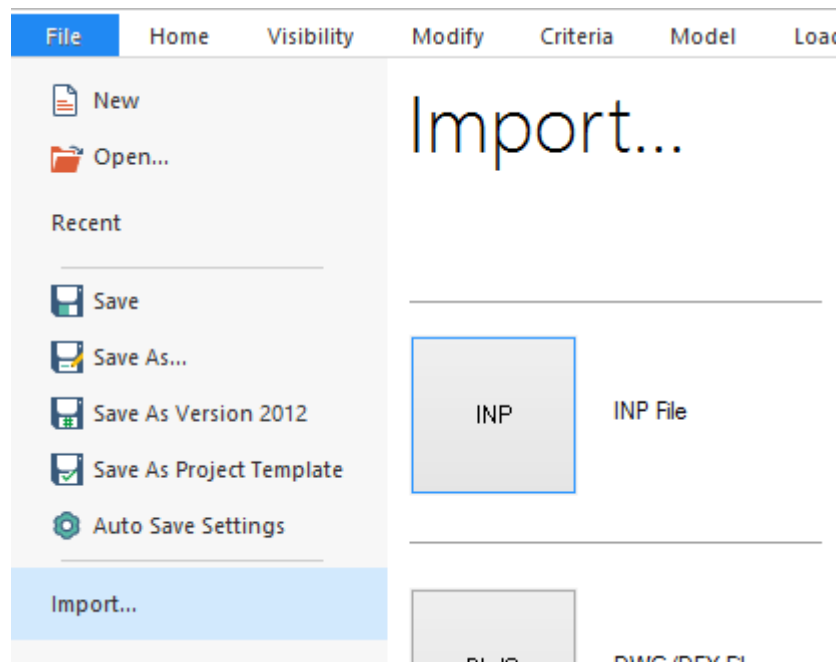 File Home Visibility Modify Criteria Model
New
Open...
Recent
Save
Save As...
Save As Version 2012
Save As Project Template
Auto Save Settings
Import...
Import...
INP INP File